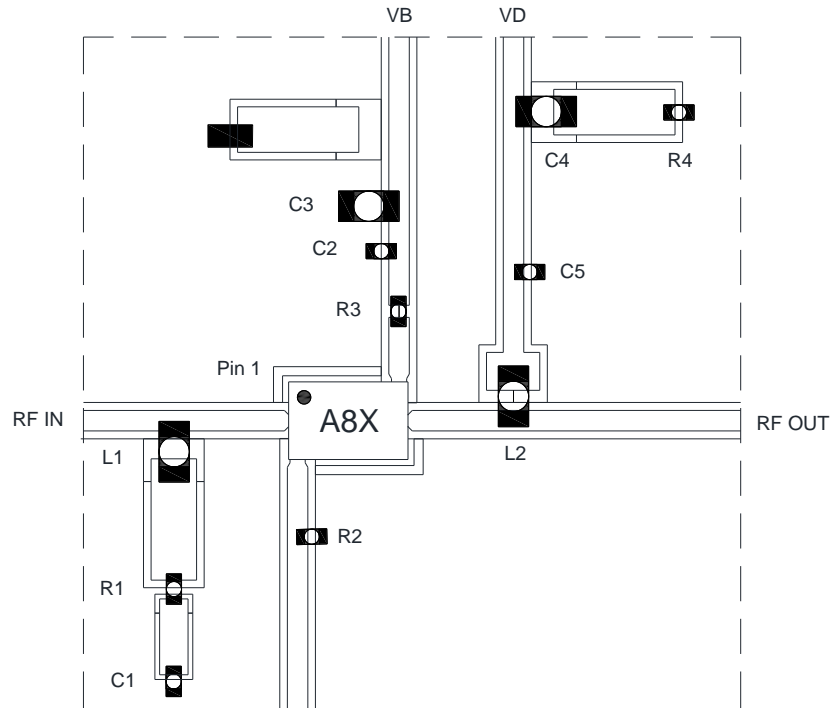 VB
VD
C4
R4
C3
C2
C5
R3
Pin 1
RF IN
A8X
RF OUT
L1
L2
R2
R1
C1